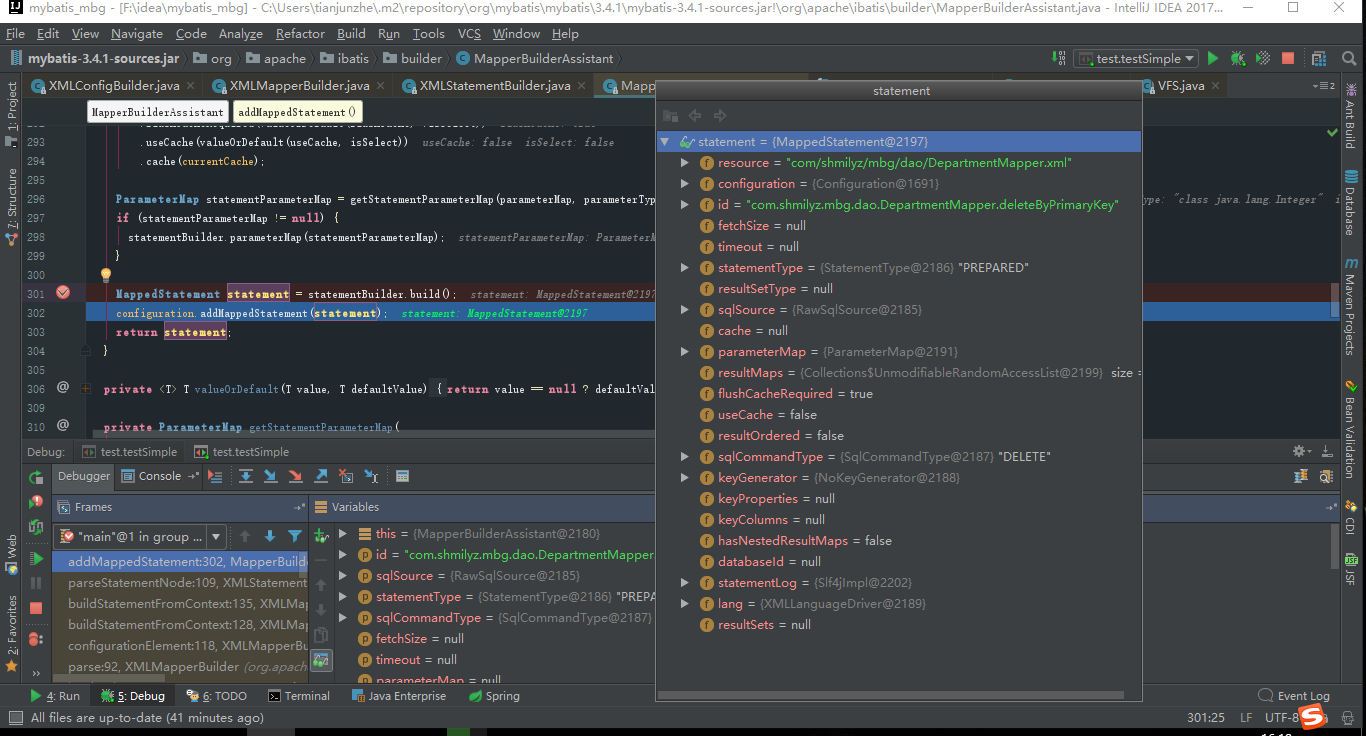 mybatis_mbg - [F:\idea\mybatis_mbg] - C:\Users\tianjunzhe\.m2\repository\org\mybatis\mybatis\3.4.1\mybatis-3.4.1-sources.jar!\org\apache\ibatis\builder\MapperBuilderAssistant.java - IntelliJ IDEA 2017...
File Edit View Navigate Code Analyze Refactor Build Run Tools VCS Window Help
mybatis-3.4.1-sources.jar org apache ibatis builder MapperBuilderAssistant test.testSimple
XMLConfigBuilder.java XMLMapperBuilder.java XMLStatementBuilder.java Mapp VFS.java
MapperBuilderAssistant addMappedStatement()
293 .useCache(valueOrDefault(useCache, isSelect)) useCache: false isSelect: false
294 .cache(currentCache);
295
296 ParameterMap statementParameterMap = getStatementParameterMap(parameterMap, parameterTyp ype: "class java.lang.Integer" i
297 if (statementParameterMap != null) {
298 statementBuilder.parameterMap(statementParameterMap); statementParameterMap: ParameterM
299 }
300
301 MappedStatement statement = statementBuilder.build(); statement: MappedStatement@2197
302 configuration.addMappedStatement(statement); statement: MappedStatement@2197
303 return statement;
304 }
305
306 @ private <T> T valueOrDefault(T value, T defaultValue) { return value == null ? defaultVal
309
310 @ private ParameterMap getStatementParameterMap(
statement
statement = {MappedStatement@2197}
resource = "com/shmilyz/mbg/dao/DepartmentMapper.xml"
configuration = {Configuration@1691}
id = "com.shmilyz.mbg.dao.DepartmentMapper.deleteByPrimaryKey"
fetchSize = null
timeout = null
statementType = {StatementType@2186} "PREPARED"
resultSetType = null
sqlSource = {RawSqlSource@2185}
cache = null
parameterMap = {ParameterMap@2191}
resultMaps = {Collections$UnmodifiableRandomAccessList@2199} size =
flushCacheRequired = true
useCache = false
resultOrdered = false
sqlCommandType = {SqlCommandType@2187} "DELETE"
keyGenerator = {NoKeyGenerator@2188}
keyProperties = null
keyColumns = null
hasNestedResultMaps = false
databaseId = null
statementLog = {Slf4jImpl@2202}
lang = {XMLLanguageDriver@2189}
resultSets = null
Debug: test.testSimple test.testSimple
Debugger Console
Frames
Variables
"main"@1 in group ...
addMappedStatement:302, MapperBuild
parseStatementNode:109, XMLStatemen
buildStatementFromContext:135, XMLMap
buildStatementFromContext:128, XMLMap
configurationElement:118, XMLMapperBu
parse:92, XMLMapperBuilder (org.apach
this = {MapperBuilderAssistant@2180}
id = "com.shmilyz.mbg.dao.DepartmentMapper
sqlSource = {RawSqlSource@2185}
statementType = {StatementType@2186} "PREPA
sqlCommandType = {SqlCommandType@2187}
fetchSize = null
timeout = null
parameterMap = null
1: Project
7: Structure
Web
2: Favorites
Ant Build
Database
Maven Projects
Bean Validation
CDI
JSF
4: Run 5: Debug 6: TODO Terminal Java Enterprise Spring Event Log
All files are up-to-date (41 minutes ago) 301:25 LF UTF-8